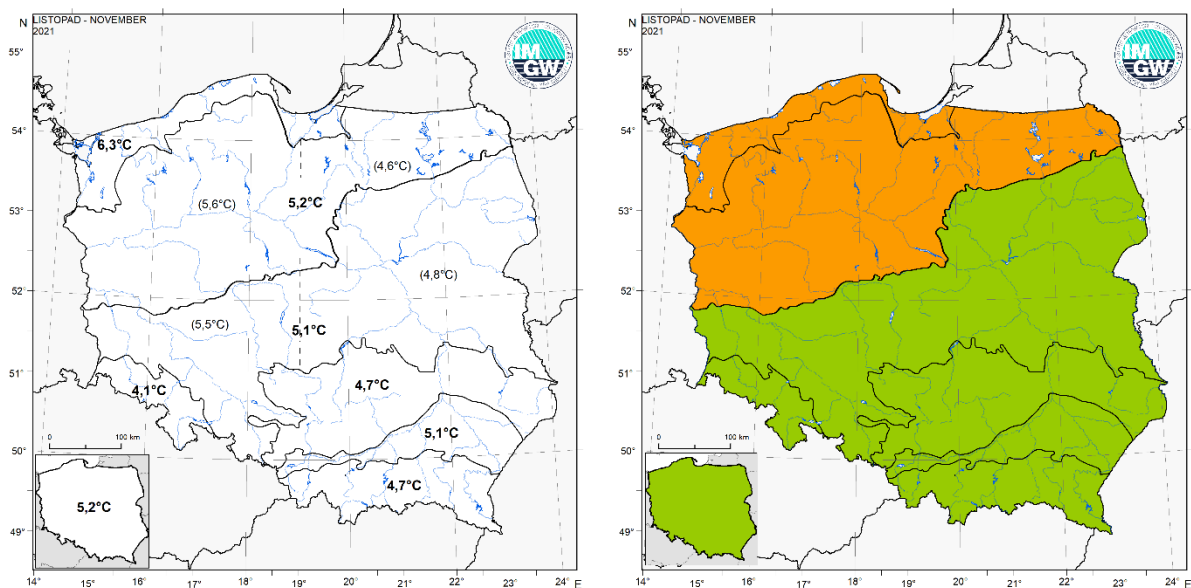 N
LISTOPAD - NOVEMBER
2021
IM
GW
55°
54°
53°
52°
51°
50°
49°
6,3°C
(4,6°C)
(5,6°C)
5,2°C
(4,8°C)
(5,5°C)
5,1°C
4,1°C
4,7°C
5,1°C
4,7°C
0 100 km
5,2°C
14° 15° 16° 17° 18° 19° 20° 21° 22° 23° 24° E
N
LISTOPAD - NOVEMBER
2021
IM
GW
55°
54°
53°
52°
51°
50°
49°
0 100 km
14° 15° 16° 17° 18° 19° 20° 21° 22° 23° 24° E